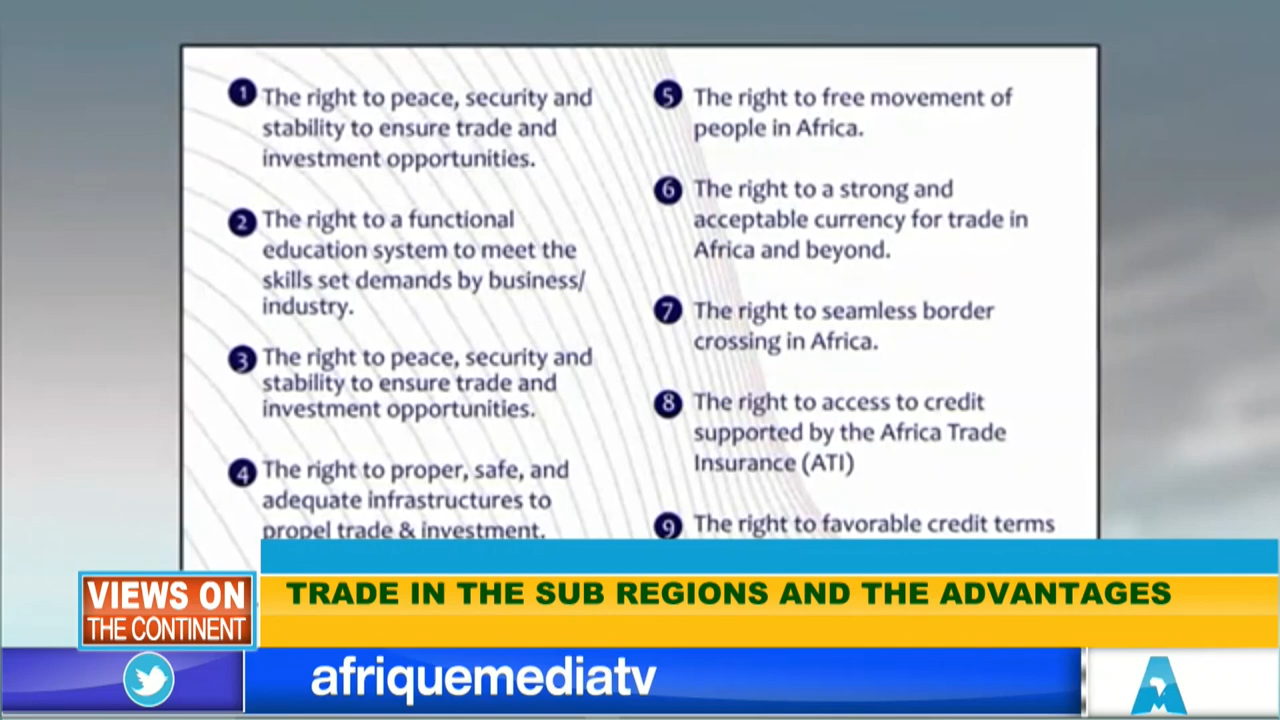 1 The right to peace, security and
stability to ensure trade and
investment opportunities.
2 The right to a functional
education system to meet the
skills set demands by business/
industry.
3 The right to peace, security and
stability to ensure trade and
investment opportunities.
4 The right to proper, safe, and
adequate infrastructures to
propel trade & investment.
5 The right to free movement of
people in Africa.
6 The right to a strong and
acceptable currency for trade in
Africa and beyond.
7 The right to seamless border
crossing in Africa.
8 The right to access to credit
supported by the Africa Trade
Insurance (ATI)
9 The right to favorable credit terms
VIEWS ON
THE CONTINENT
TRADE IN THE SUB REGIONS AND THE ADVANTAGES
afriquemediatv